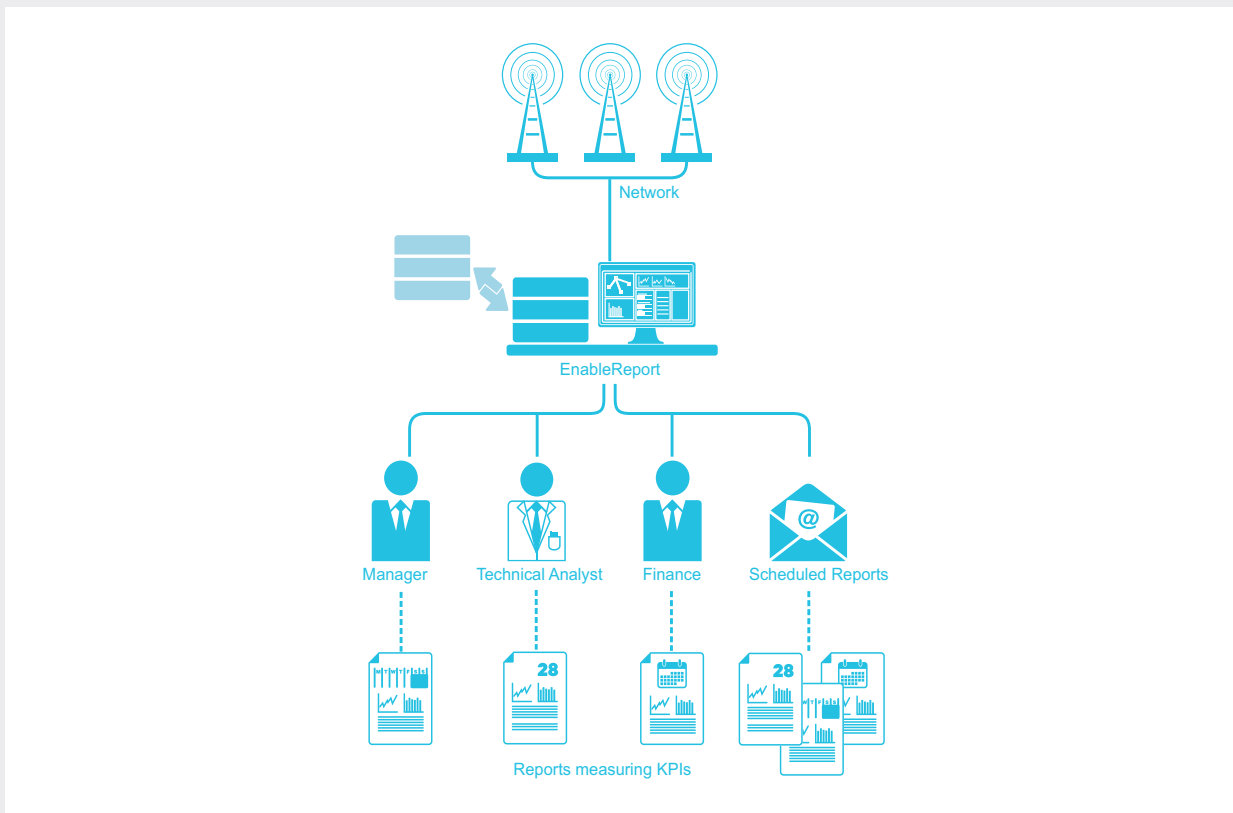 Network
EnableReport
Manager
Technical Analyst
Finance
Scheduled Reports
@
M T W T F S S
28
28
Reports measuring KPIs